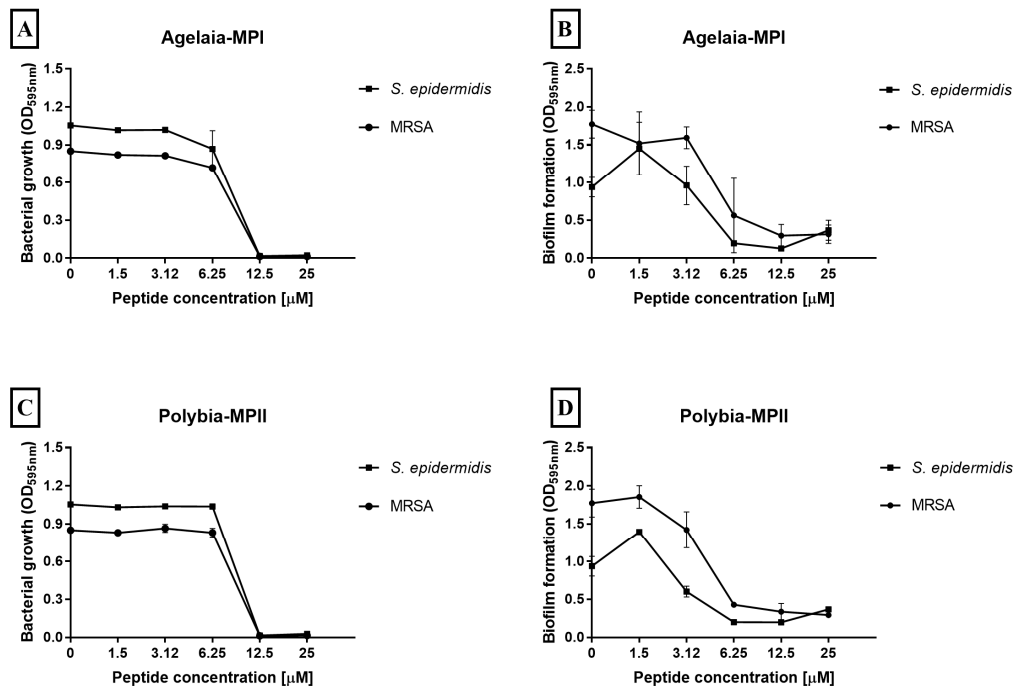 A
Agelaia-MPI
Bacterial growth (OD595nm)
1.5
1.2
0.9
0.6
0.3
0.0
0 1.5 3.12 6.25 12.5 25
Peptide concentration [μM]
S. epidermidis
MRSA
B
Agelaia-MPI
Biofilm formation (OD595nm)
2.5
2.0
1.5
1.0
0.5
0.0
0 1.5 3.12 6.25 12.5 25
Peptide concentration [μM]
S. epidermidis
MRSA
C
Polybia-MPII
Bacterial growth (OD595nm)
1.5
1.2
0.9
0.6
0.3
0.0
0 1.5 3.12 6.25 12.5 25
Peptide concentration [μM]
S. epidermidis
MRSA
D
Polybia-MPII
Biofilm formation (OD595nm)
2.5
2.0
1.5
1.0
0.5
0.0
0 1.5 3.12 6.25 12.5 25
Peptide concentration [μM]
S. epidermidis
MRSA